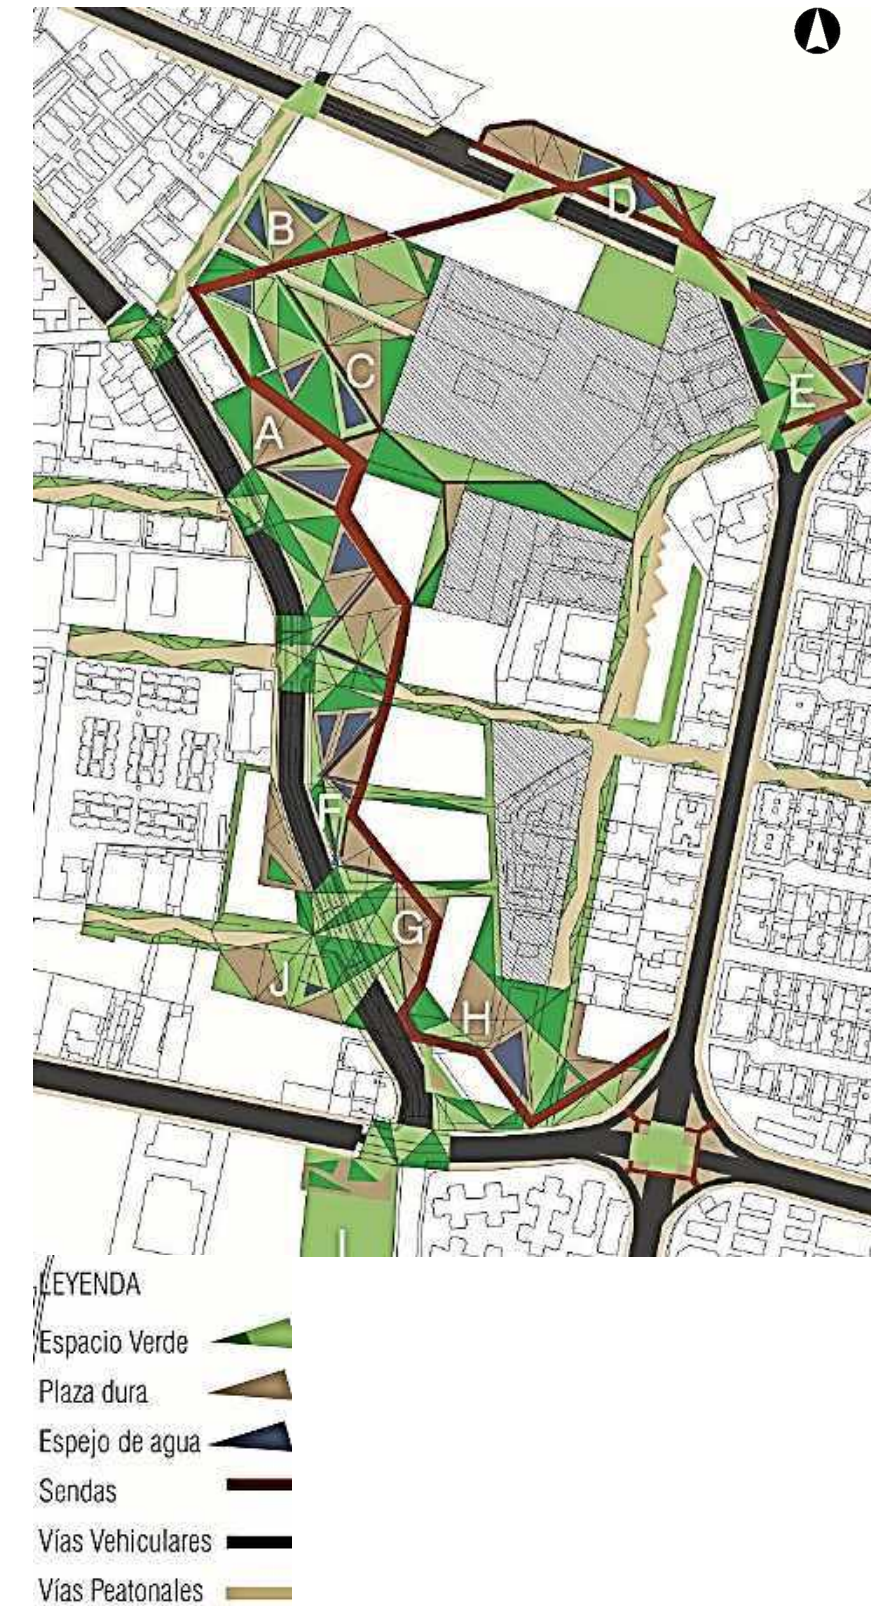 D
B
C
E
A
F
G
J
H
I
LEYENDA
Espacio Verde
Plaza dura
Espejo de agua
Sendas
Vías Vehiculares
Vías Peatonales